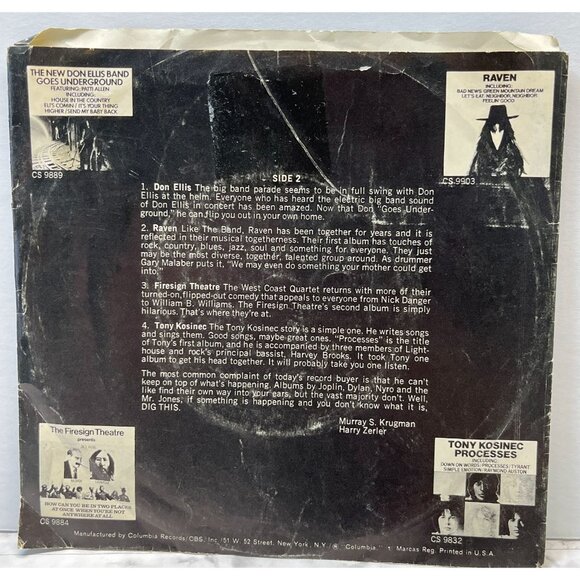 THE NEW DON ELLIS BAND
GOES UNDERGROUND
FEATURING: PATTI ALLEN
INCLUDING:
HOUSE IN THE COUNTRY
ELI'S COMIN'/IT'S YOUR THING
HIGHER/SEND MY BABY BACK
CS 9889
RAVEN
INCLUDING:
BAD NEWS/GREEN MOUNTAIN DREAM
LET'S EAT/NEIGHBOR, NEIGHBOR
FEELIN' GOOD
CS 9903
SIDE 2
1. Don Ellis The big band parade seems to be in full swing with Don
Ellis at the helm. Everyone who has heard the electric big band sound
of Don Ellis in concert has been amazed. Now that Don "Goes Under-
ground," he can flip you out in your own home.
2. Raven Like The Band, Raven has been together for years and it is
reflected in their musical togetherness. Their first album has touches of
rock, country, blues, jazz, soul and something for everyone. They just
may be the most diverse, together, talented group around. As drummer
Gary Malaber puts it, "We may even do something your mother could get
into."
3. Firesign Theatre The West Coast Quartet returns with more of their
turned-on, flipped-out comedy that appeals to everyone from Nick Danger
to William B. Williams. The Firesign Theatre's second album is simply
hilarious. That's where they're at.
4. Tony Kosinec The Tony Kosinec story is a simple one. He writes songs
and sings them. Good songs, maybe great ones. "Processes" is the title
of Tony's first album, and he is accompanied by three members of Light-
house and rock's principal bassist, Harvey Brooks. It took Tony one
album to get his head together. It will probably take you one listen.
The most common complaint of today's record buyer is that he can't
keep on top of what's happening. Albums by Joplin, Dylan, Nyro and the
like find their own way into your ears, but the vast majority don't. Well,
Mr. Jones, if something is happening and you don't know what it is,
DIG THIS.
Murray S. Krugman
Harry Zerler
The Firesign Theatre
presents
HOW CAN YOU BE IN TWO PLACES
AT ONCE WHEN YOU'RE NOT
ANYWHERE AT ALL
CS 9884
TONY KOSINEC
PROCESSES
INCLUDING:
DOWN ON WORDS/PROCESSES/TYRANT
SIMPLE EMOTION/RAYMOND AUSTON
CS 9832
Manufactured by Columbia Records/CBS, Inc./51 W. 52 Street, New York, N.Y./® "Columbia," Marcas Reg. Printed in U.S.A.